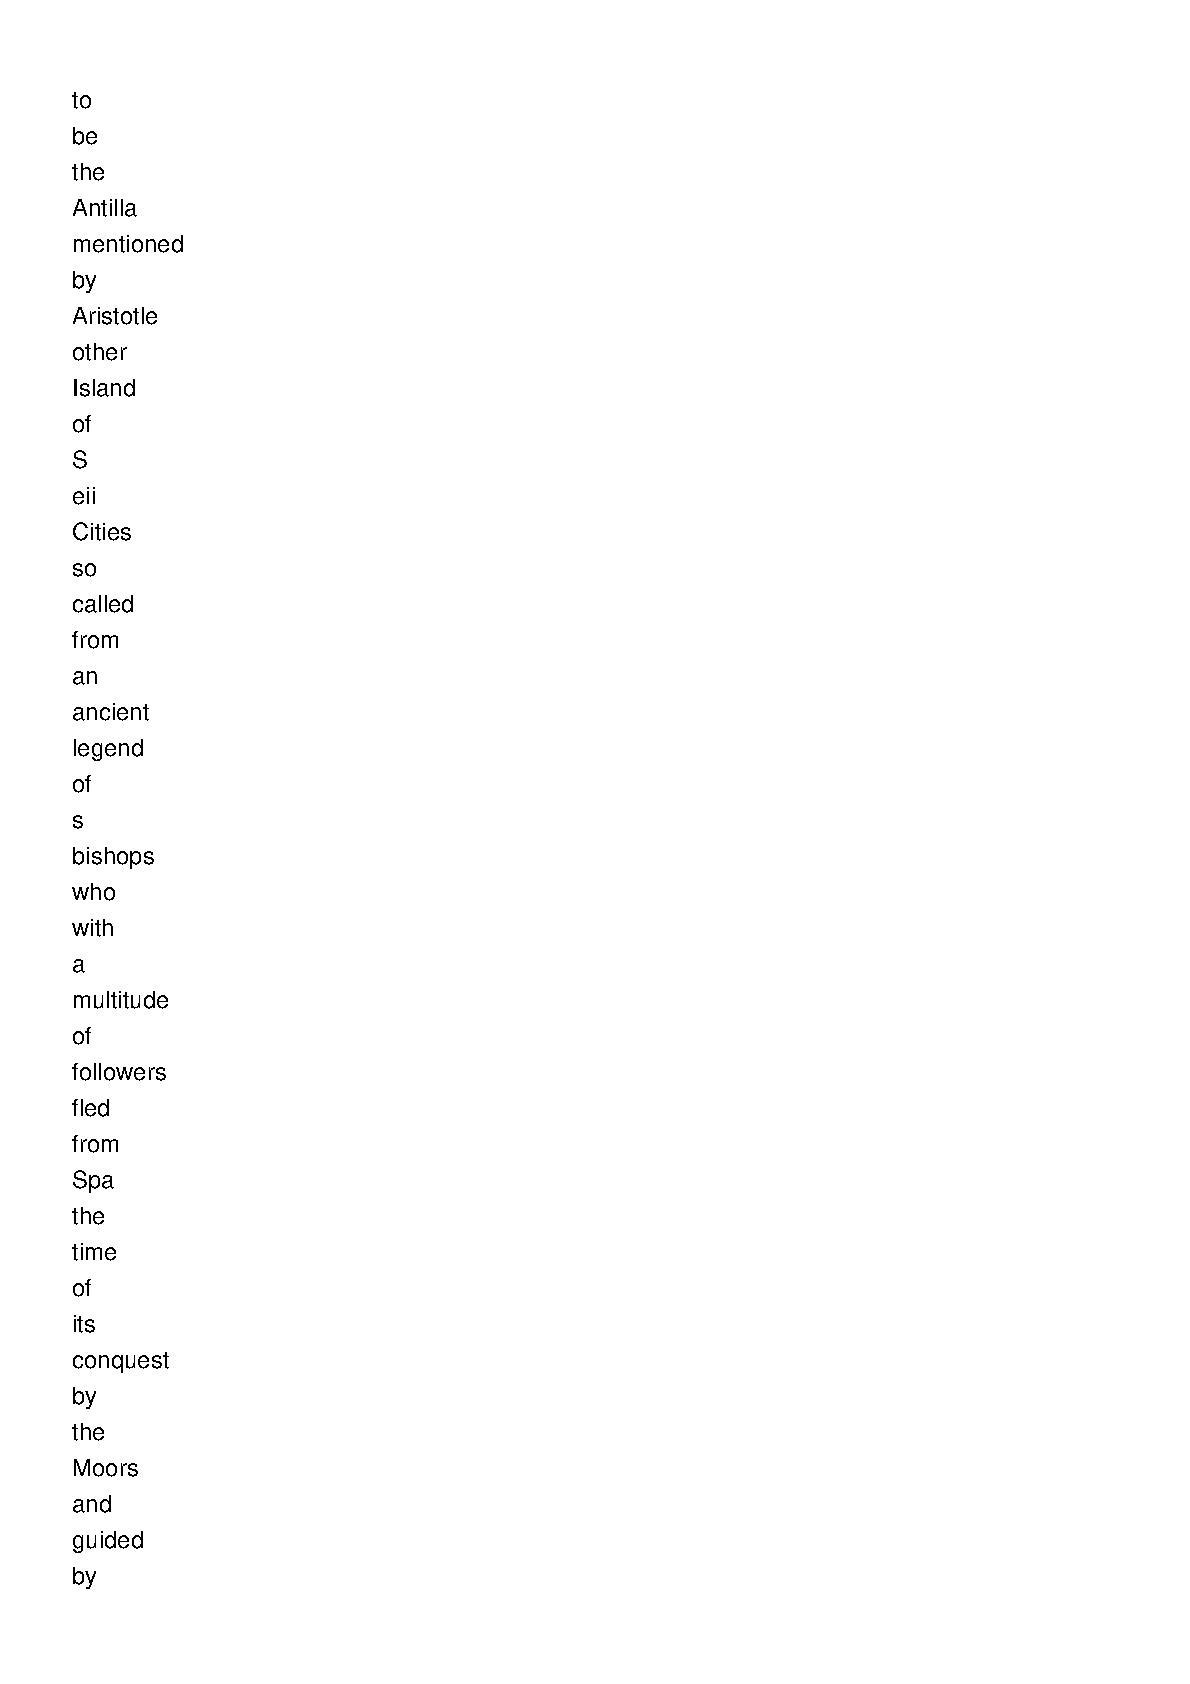 to
be
the
Antilla
mentioned
by
Aristotle
other
Island
of
S
eii
Cities
so
called
from
an
ancient
legend
of
s
bishops
who
with
a
multitude
of
followers
fled
from
Spa
the
time
of
its
conquest
by
the
Moors
and
guided
by